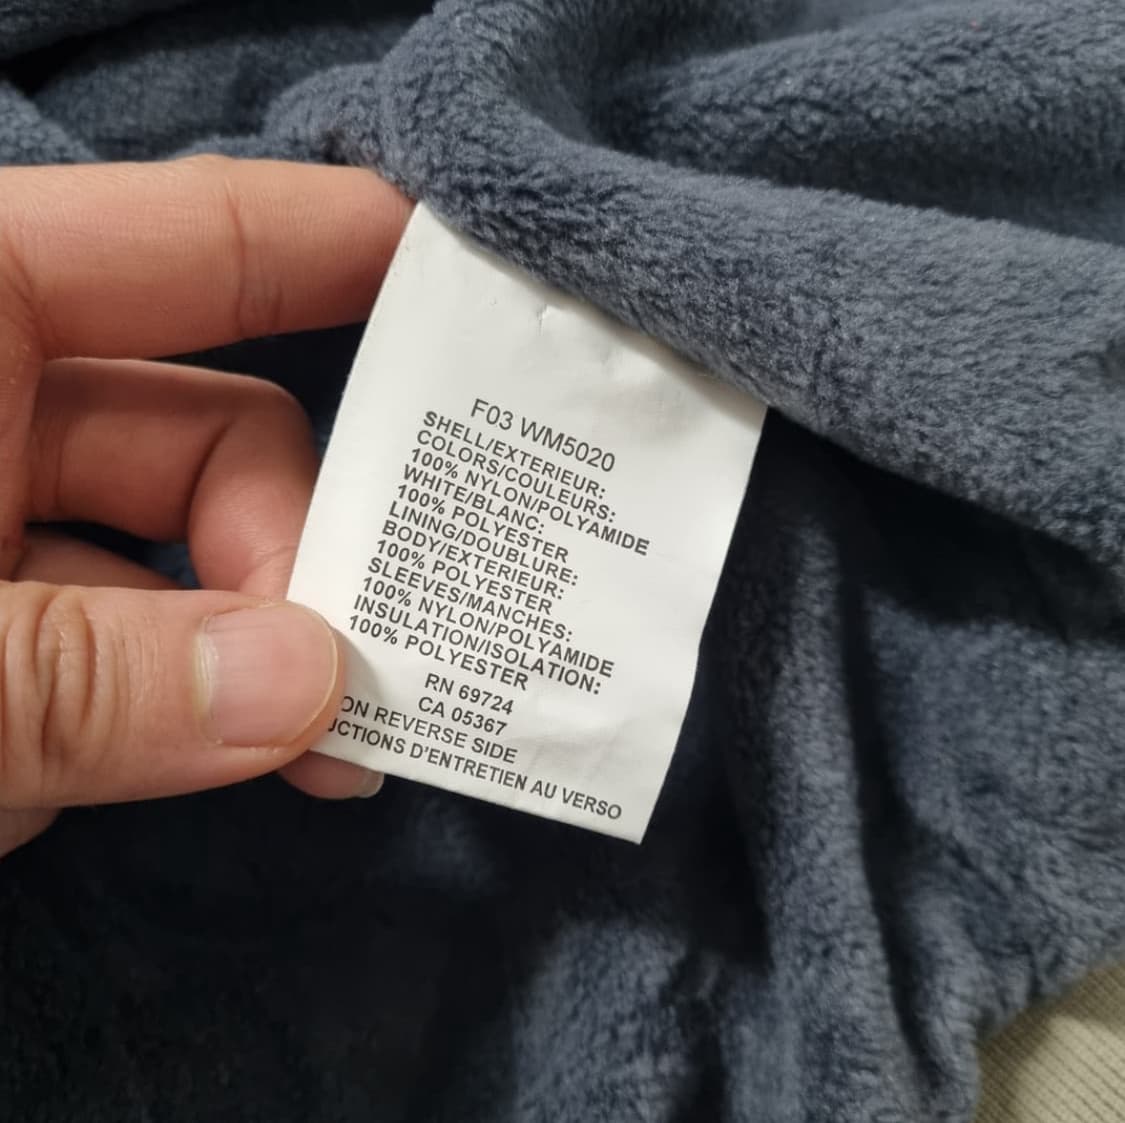 F03 WM5020
SHELL/EXTERIEUR:
COLORS/COULEURS:
100% NYLON/POLYAMIDE
WHITE/BLANC:
100% POLYESTER
LINING/DOUBLURE:
BODY/EXTERIEUR:
100% POLYESTER
SLEEVES/MANCHES:
100% NYLON/POLYAMIDE
INSULATION/ISOLATION:
100% POLYESTER
RN 69724
CA 05367
ON REVERSE SIDE
D'ENTRETIEN AU VERSO